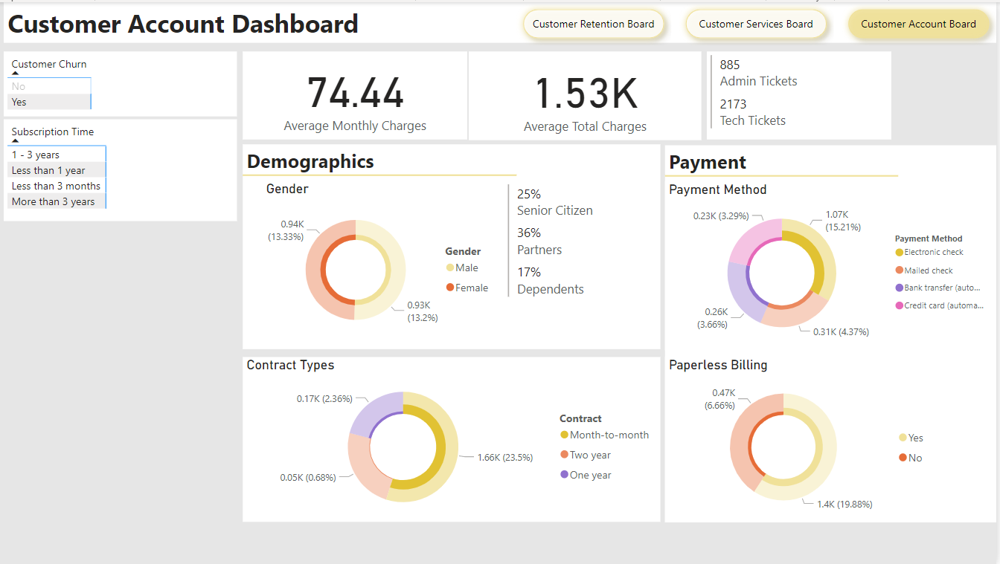 Customer Account Dashboard
Customer Retention Board
Customer Services Board
Customer Account Board
Customer Churn
No
Yes
Subscription Time
1 - 3 years
Less than 1 year
Less than 3 months
More than 3 years
74.44
Average Monthly Charges
1.53K
Average Total Charges
885
Admin Tickets
2173
Tech Tickets
Demographics
Gender
0.94K
(13.33%)
0.93K
(13.2%)
Gender
Male
Female
25%
Senior Citizen
36%
Partners
17%
Dependents
Payment
Payment Method
0.23K (3.29%)
1.07K
(15.21%)
0.26K
(3.66%)
0.31K (4.37%)
Payment Method
Electronic check
Mailed check
Bank transfer (auto...
Credit card (automa...
Contract Types
0.17K (2.36%)
1.66K (23.5%)
0.05K (0.68%)
Contract
Month-to-month
Two year
One year
Paperless Billing
0.47K
(6.66%)
1.4K (19.88%)
Yes
No